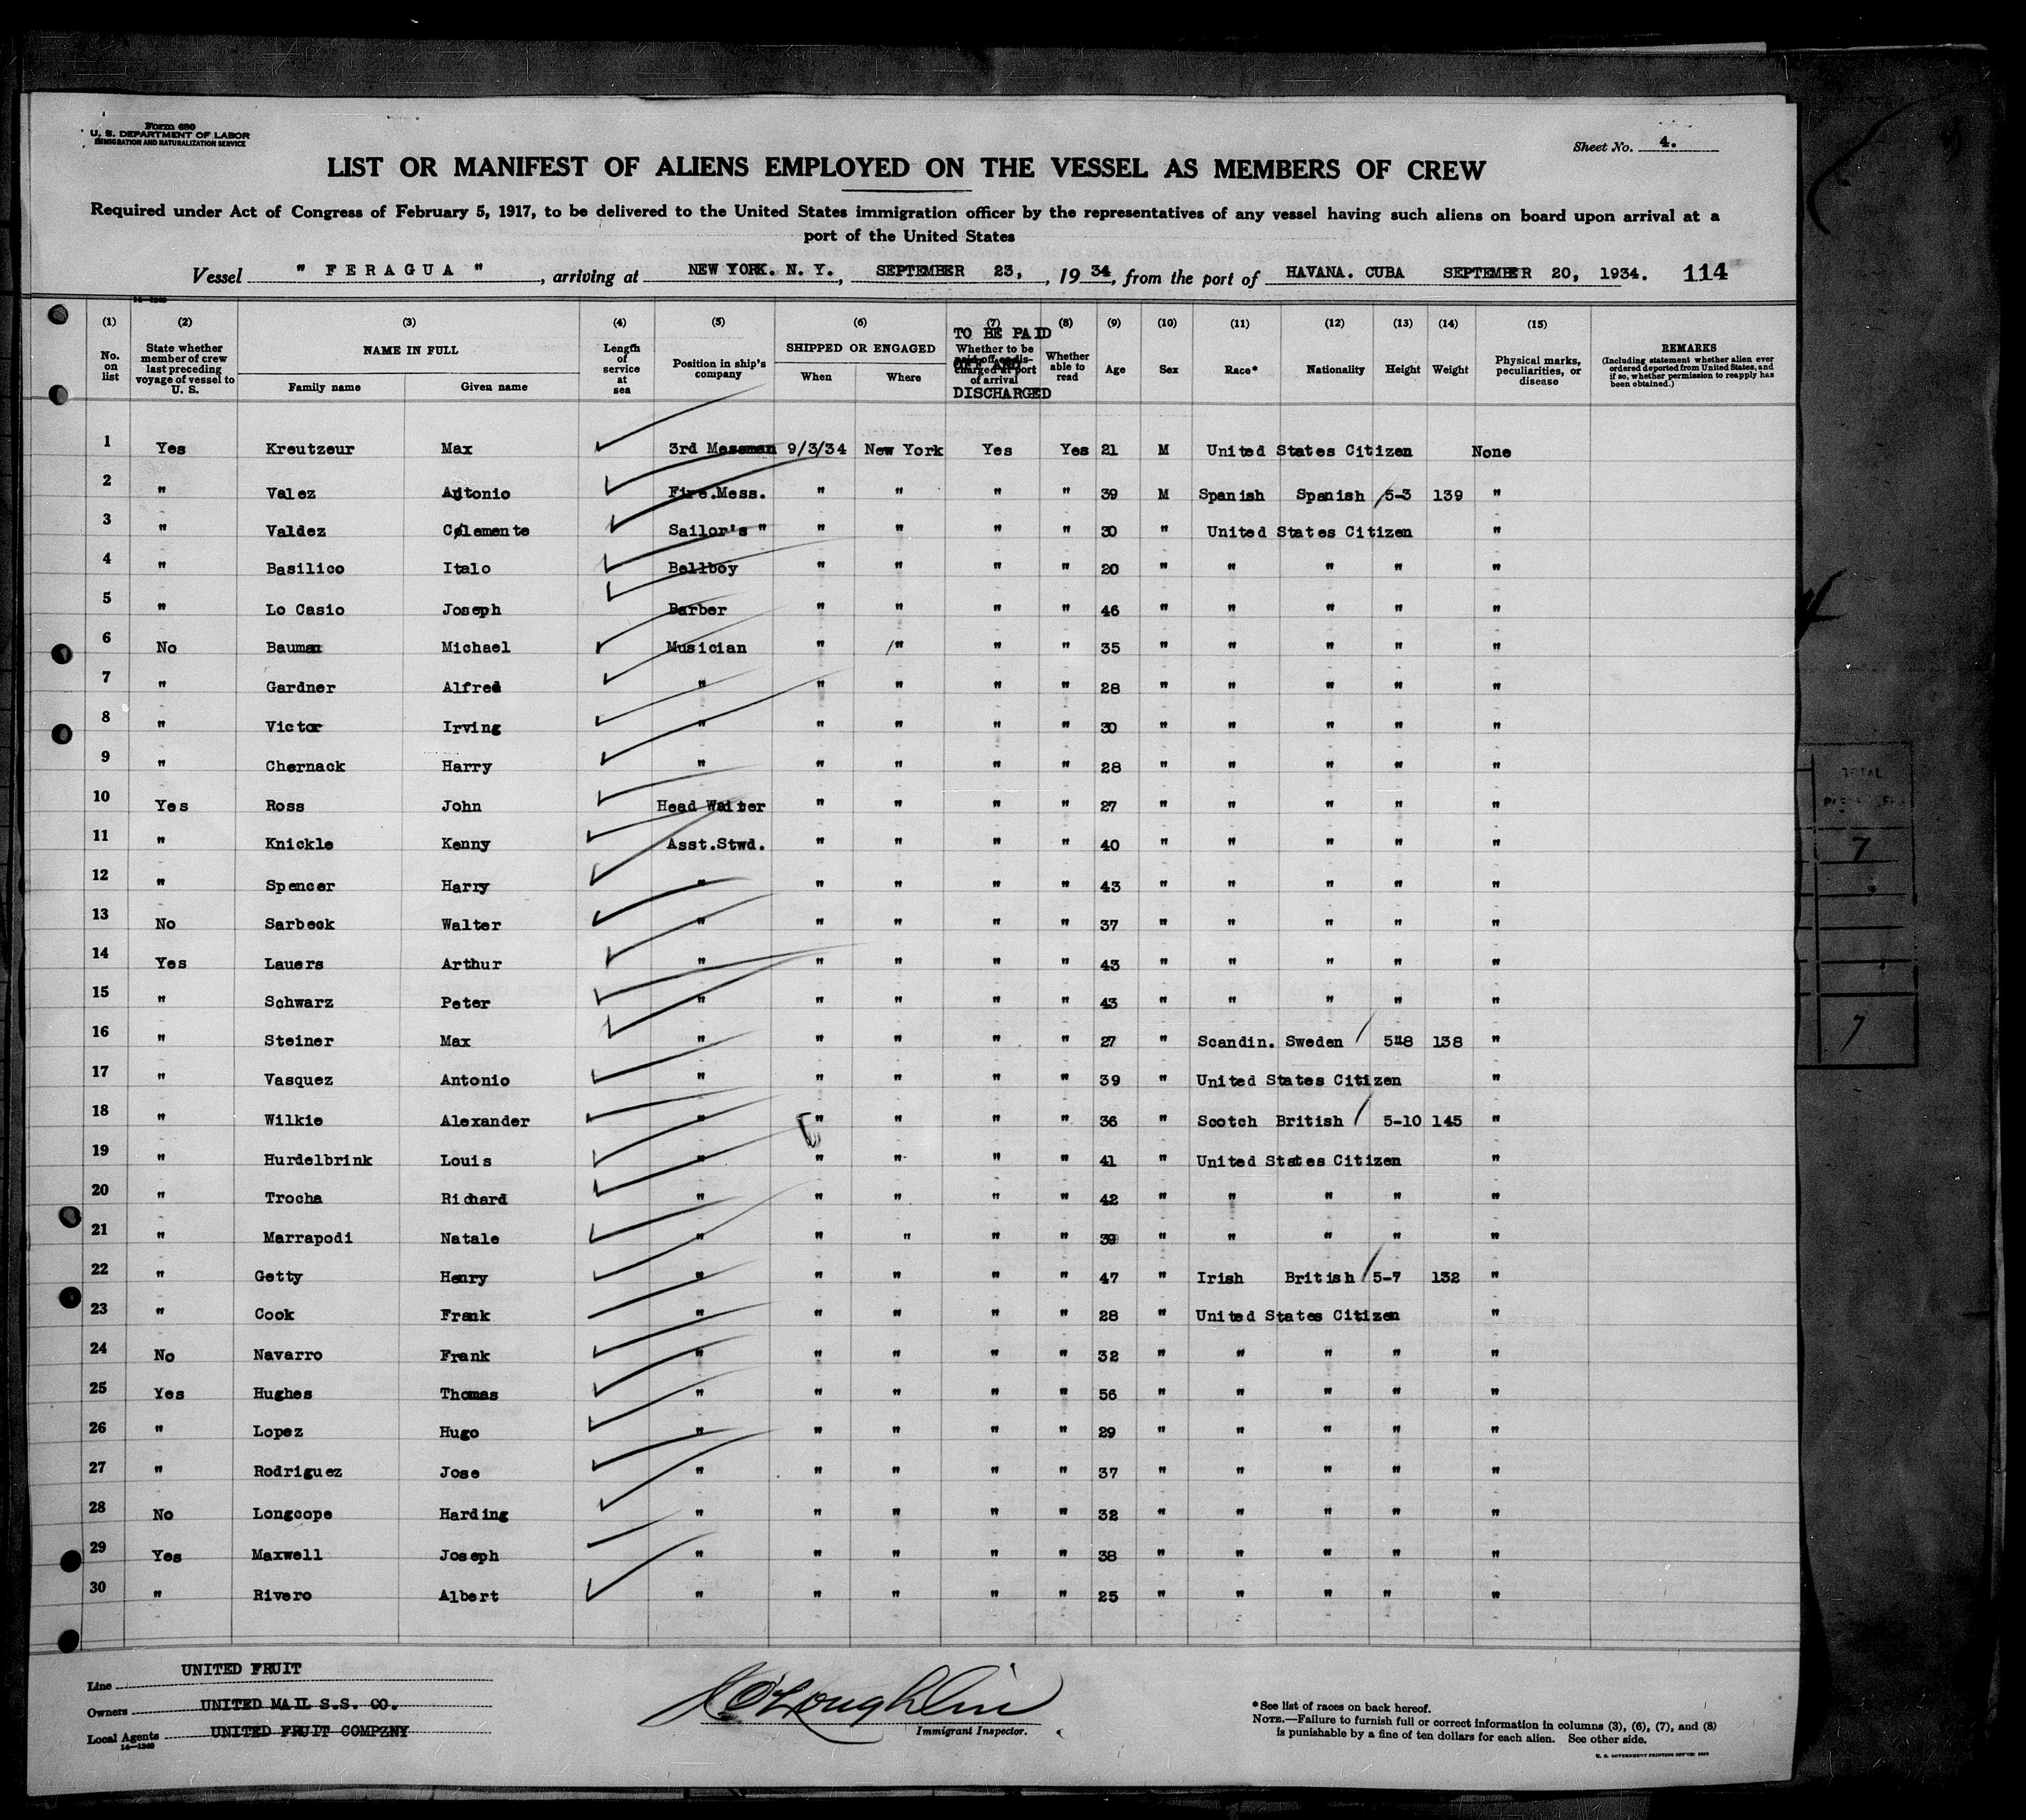 Form 680
U. S. DEPARTMENT OF LABOR
IMMIGRATION AND NATURALIZATION SERVICE
Sheet No. 4.
LIST OR MANIFEST OF ALIENS EMPLOYED ON THE VESSEL AS MEMBERS OF CREW
Required under Act of Congress of February 5, 1917, to be delivered to the United States immigration officer by the representatives of any vessel having such aliens on board upon arrival at a
port of the United States
Vessel " FERAGUA ", arriving at NEW YORK. N. Y., SEPTEMBER 23, , 1934, from the port of HAVANA. CUBA SEPTEMBER 20, 1934. 114
14—1240
(1) (2) (3) (4) (5) (6) (7) (8) (9) (10) (11) (12) (13) (14) (15)
No. on list
State whether member of crew last preceding voyage of vessel to U. S.
NAME IN FULL
Family name Given name
Length of service at sea
Position in ship's company
SHIPPED OR ENGAGED
When Where
Whether to be paid off or discharged at port of arrival
TO BE PAID OFF AND DISCHARGED
Whether able to read
Age Sex Race* Nationality Height Weight
Physical marks, peculiarities, or disease
REMARKS
(Including statement whether alien ever ordered deported from United States, and if so, whether permission to reapply has been obtained.)
1 Yes Kreutzeur Max 3rd Messman 9/3/34 New York Yes Yes 21 M United States Citizen None
2 " Valez Antonio Fire.Mess. " " " " 39 M Spanish Spanish 5-3 139 "
3 " Valdez Clemente Sailor's " " " " " 30 " United States Citizen "
4 " Basilico Italo Bellboy " " " " 20 " " " " "
5 " Lo Casio Joseph Barber " " " " 46 " " " " "
6 No Bauman Michael Musician " " " " 35 " " " " "
7 " Gardner Alfred " " " " " 28 " " " " "
8 " Victor Irving " " " " " 30 " " " " "
9 " Chernack Harry " " " " " 28 " " " " "
10 Yes Ross John Head Waiter " " " " 27 " " " " "
11 " Knickle Kenny Asst.Stwd. " " " " 40 " " " " "
12 " Spencer Harry " " " " " 43 " " " " "
13 No Sarbeck Walter " " " " " 37 " " " " "
14 Yes Lauers Arthur " " " " " 43 " " " " "
15 " Schwarz Peter " " " " " 43 " " " " "
16 " Steiner Max " " " " " 27 " Scandin. Sweden 5"8 138 "
17 " Vasquez Antonio " " " " " 39 " United States Citizen "
18 " Wilkie Alexander " " " " " 36 " Scotch British 5-10 145 "
19 " Hurdelbrink Louis " " " " " 41 " United States Citizen "
20 " Trocha Richard " " " " " 42 " " " " "
21 " Marrapodi Natale " " " " " 39 " " " " "
22 " Getty Henry " " " " " 47 " Irish British 5-7 132 "
23 " Cook Frank " " " " " 28 " United States Citizen "
24 No Navarro Frank " " " " " 32 " " " " "
25 Yes Hughes Thomas " " " " " 56 " " " " "
26 " Lopez Hugo " " " " " 29 " " " " "
27 " Rodriguez Jose " " " " " 37 " " " " "
28 No Longcope Harding " " " " " 32 " " " " "
29 Yes Maxwell Joseph " " " " " 38 " " " " "
30 " Rivero Albert " " " " " 25 " " " " "
Line UNITED FRUIT
Owners UNITED MAIL S.S. CO.
Local Agents UNITED FRUIT COMPZNY
14—1240
O'Loughlin
Immigrant Inspector.
*See list of races on back hereof.
NOTE.—Failure to furnish full or correct information in columns (3), (6), (7), and (8)
is punishable by a fine of ten dollars for each alien. See other side.
U. S. GOVERNMENT PRINTING OFFICE
TOTAL
7
7